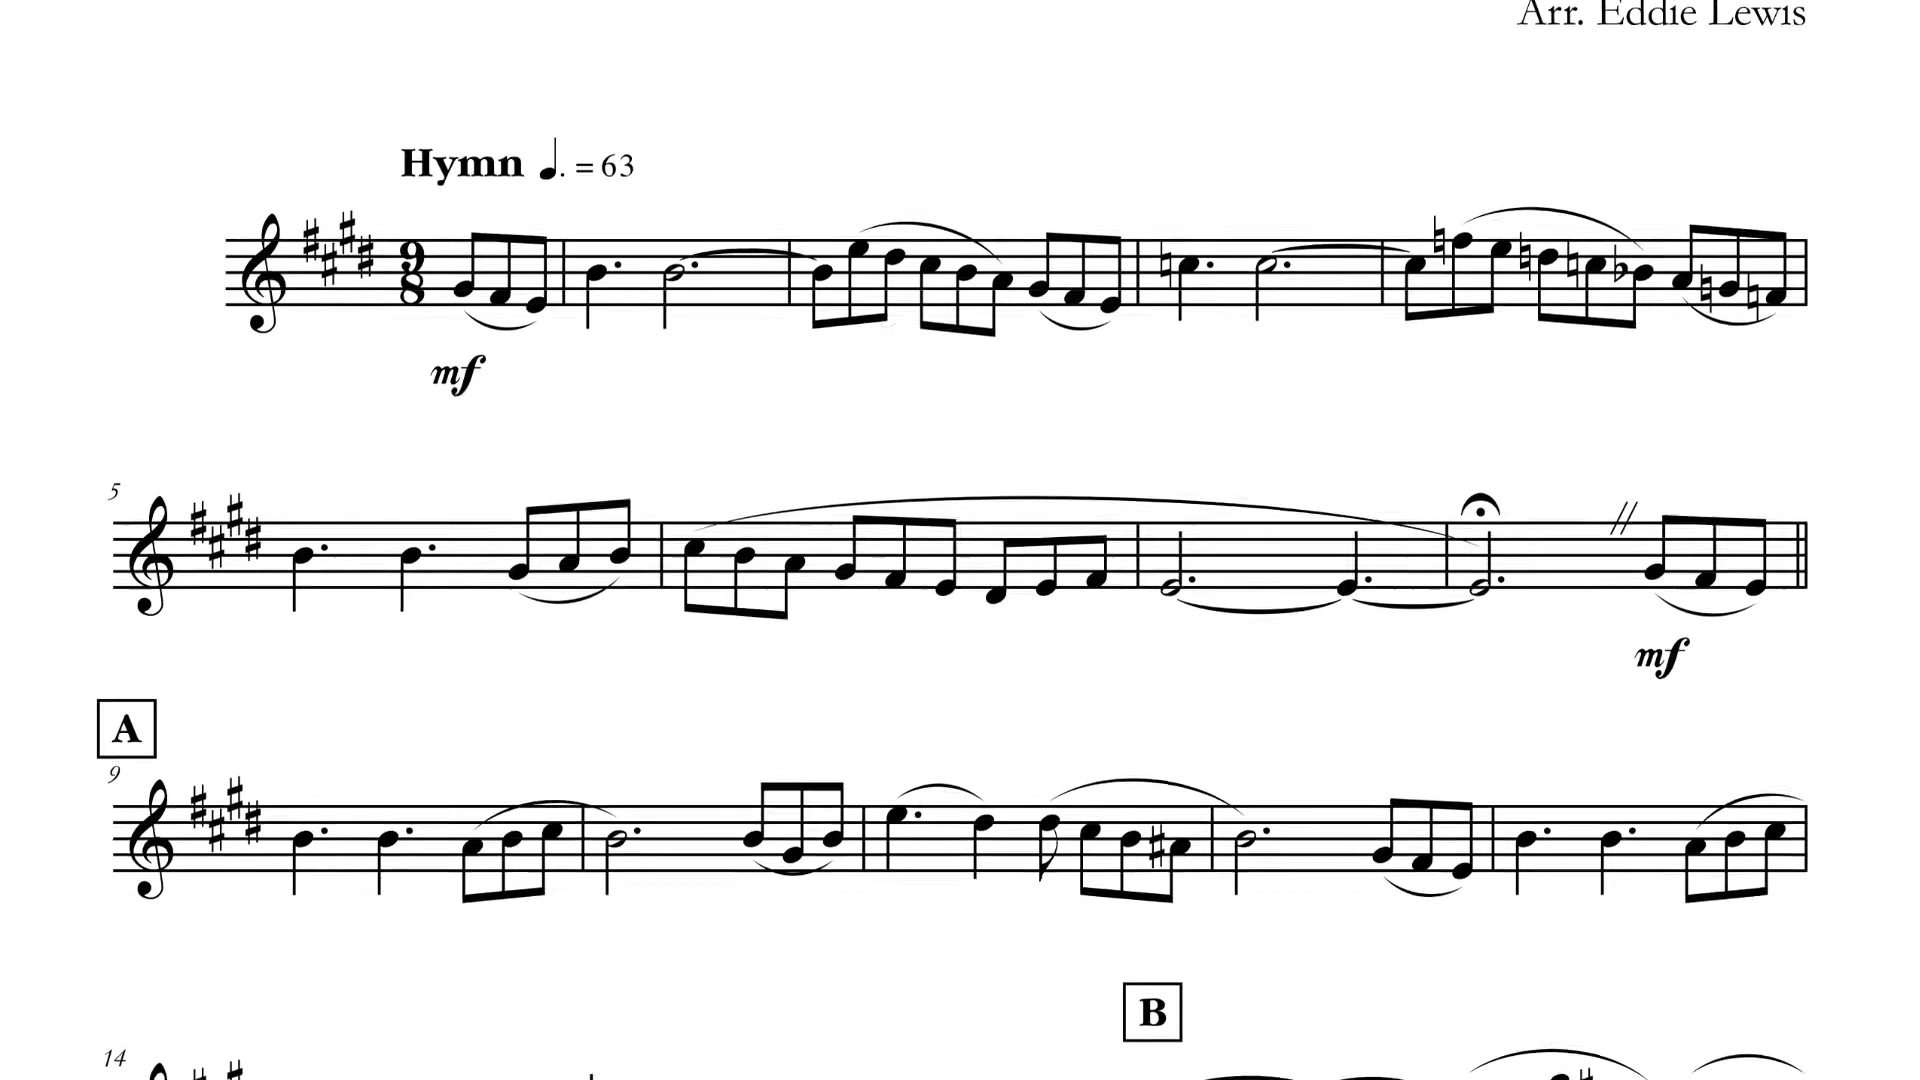 Arr. Eddie Lewis
Hymn ♩. = 63
9
8
mf
5
mf
A
9
B
14